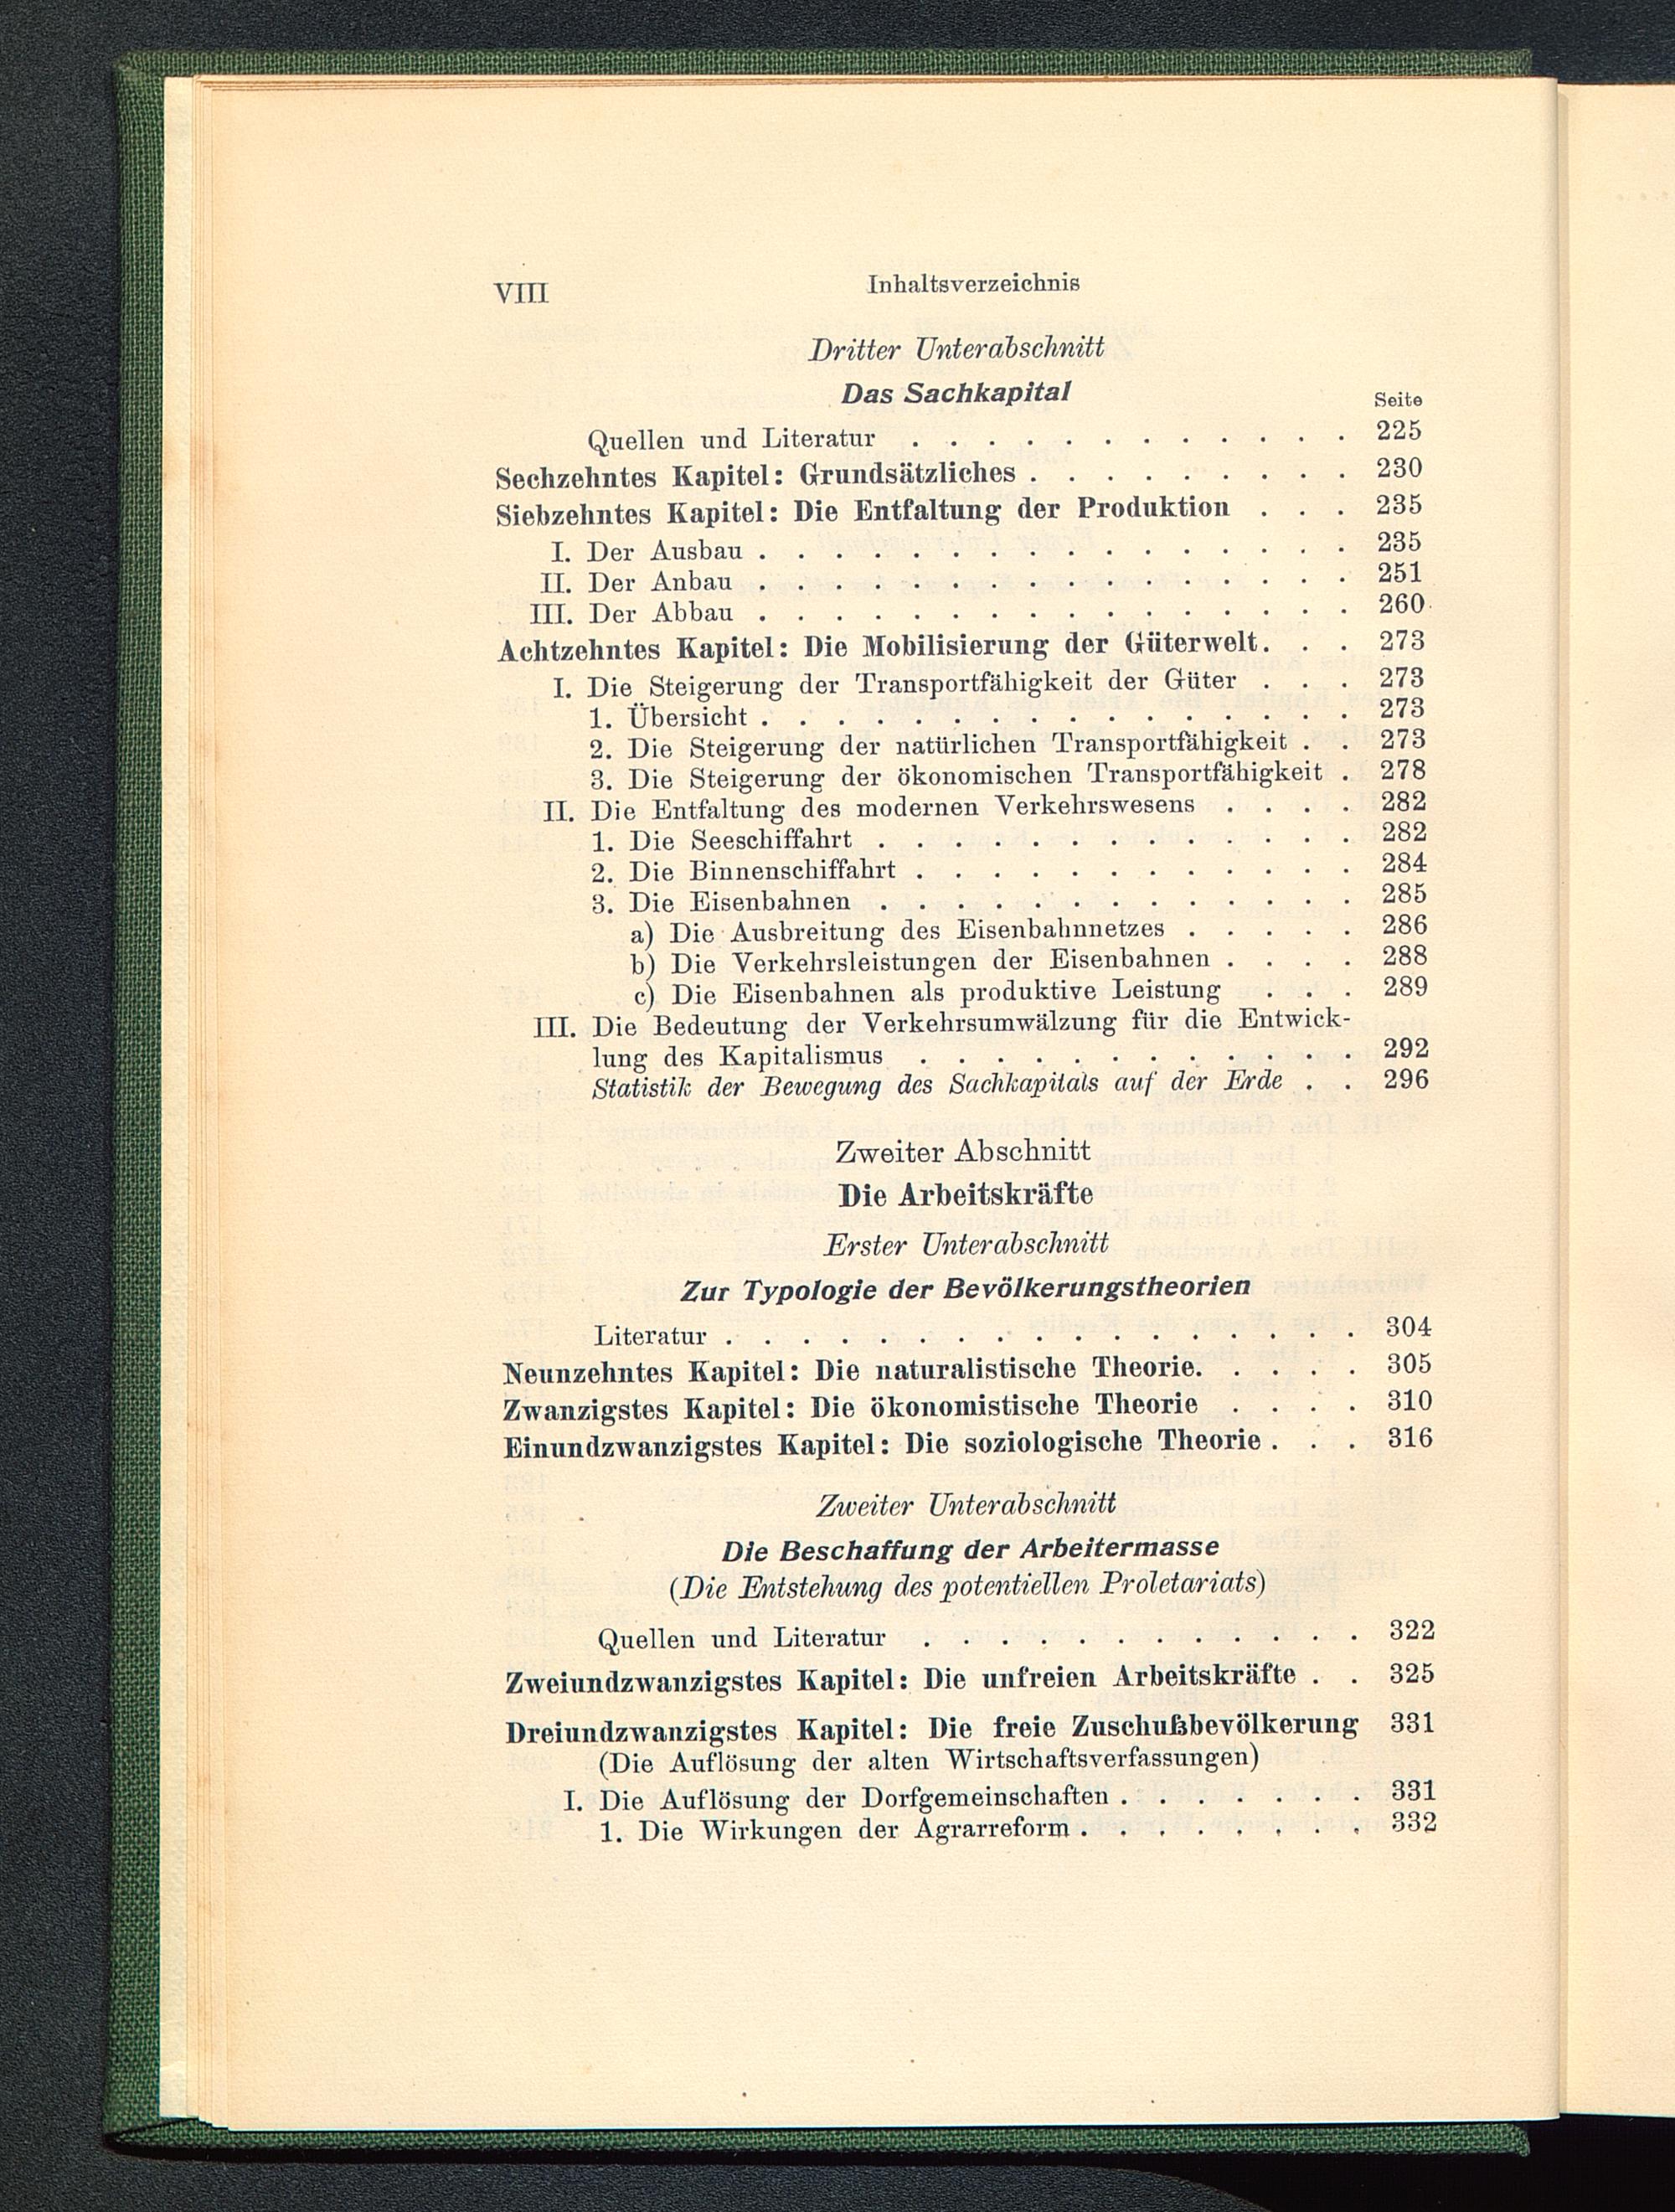 VIII Inhaltsverzeichnis
Dritter Unterabschnitt
Das Sachkapital
Seite
Quellen und Literatur . . . . . . . . . . . . 225
Sechzehntes Kapitel: Grundsätzliches . . . . . . . . . 230
Siebzehntes Kapitel: Die Entfaltung der Produktion . . . 235
I. Der Ausbau . . . . . . . . . . . . . . . . 235
II. Der Anbau . . . . . . . . . . . . . . . . 251
III. Der Abbau . . . . . . . . . . . . . . . . 260
Achtzehntes Kapitel: Die Mobilisierung der Güterwelt . . . 273
I. Die Steigerung der Transportfähigkeit der Güter . . . 273
1. Übersicht . . . . . . . . . . . . . . . . 273
2. Die Steigerung der natürlichen Transportfähigkeit . . 273
3. Die Steigerung der ökonomischen Transportfähigkeit . 278
II. Die Entfaltung des modernen Verkehrswesens . . . . 282
1. Die Seeschiffahrt . . . . . . . . . . . . . 282
2. Die Binnenschiffahrt . . . . . . . . . . . . 284
3. Die Eisenbahnen . . . . . . . . . . . . . 285
a) Die Ausbreitung des Eisenbahnnetzes . . . . . 286
b) Die Verkehrsleistungen der Eisenbahnen . . . . 288
c) Die Eisenbahnen als produktive Leistung . . . 289
III. Die Bedeutung der Verkehrsumwälzung für die Entwick-
lung des Kapitalismus . . . . . . . . . . . . 292
Statistik der Bewegung des Sachkapitals auf der Erde . . 296
Zweiter Abschnitt
Die Arbeitskräfte
Erster Unterabschnitt
Zur Typologie der Bevölkerungstheorien
Literatur . . . . . . . . . . . . . . . . . 304
Neunzehntes Kapitel: Die naturalistische Theorie . . . . . 305
Zwanzigstes Kapitel: Die ökonomistische Theorie . . . . 310
Einundzwanzigstes Kapitel: Die soziologische Theorie . . . 316
Zweiter Unterabschnitt
Die Beschaffung der Arbeitermasse
(Die Entstehung des potentiellen Proletariats)
Quellen und Literatur . . . . . . . . . . . . 322
Zweiundzwanzigstes Kapitel: Die unfreien Arbeitskräfte . . 325
Dreiundzwanzigstes Kapitel: Die freie Zuschußbevölkerung 331
(Die Auflösung der alten Wirtschaftsverfassungen)
I. Die Auflösung der Dorfgemeinschaften . . . . . . . 331
1. Die Wirkungen der Agrarreform . . . . . . . . 332